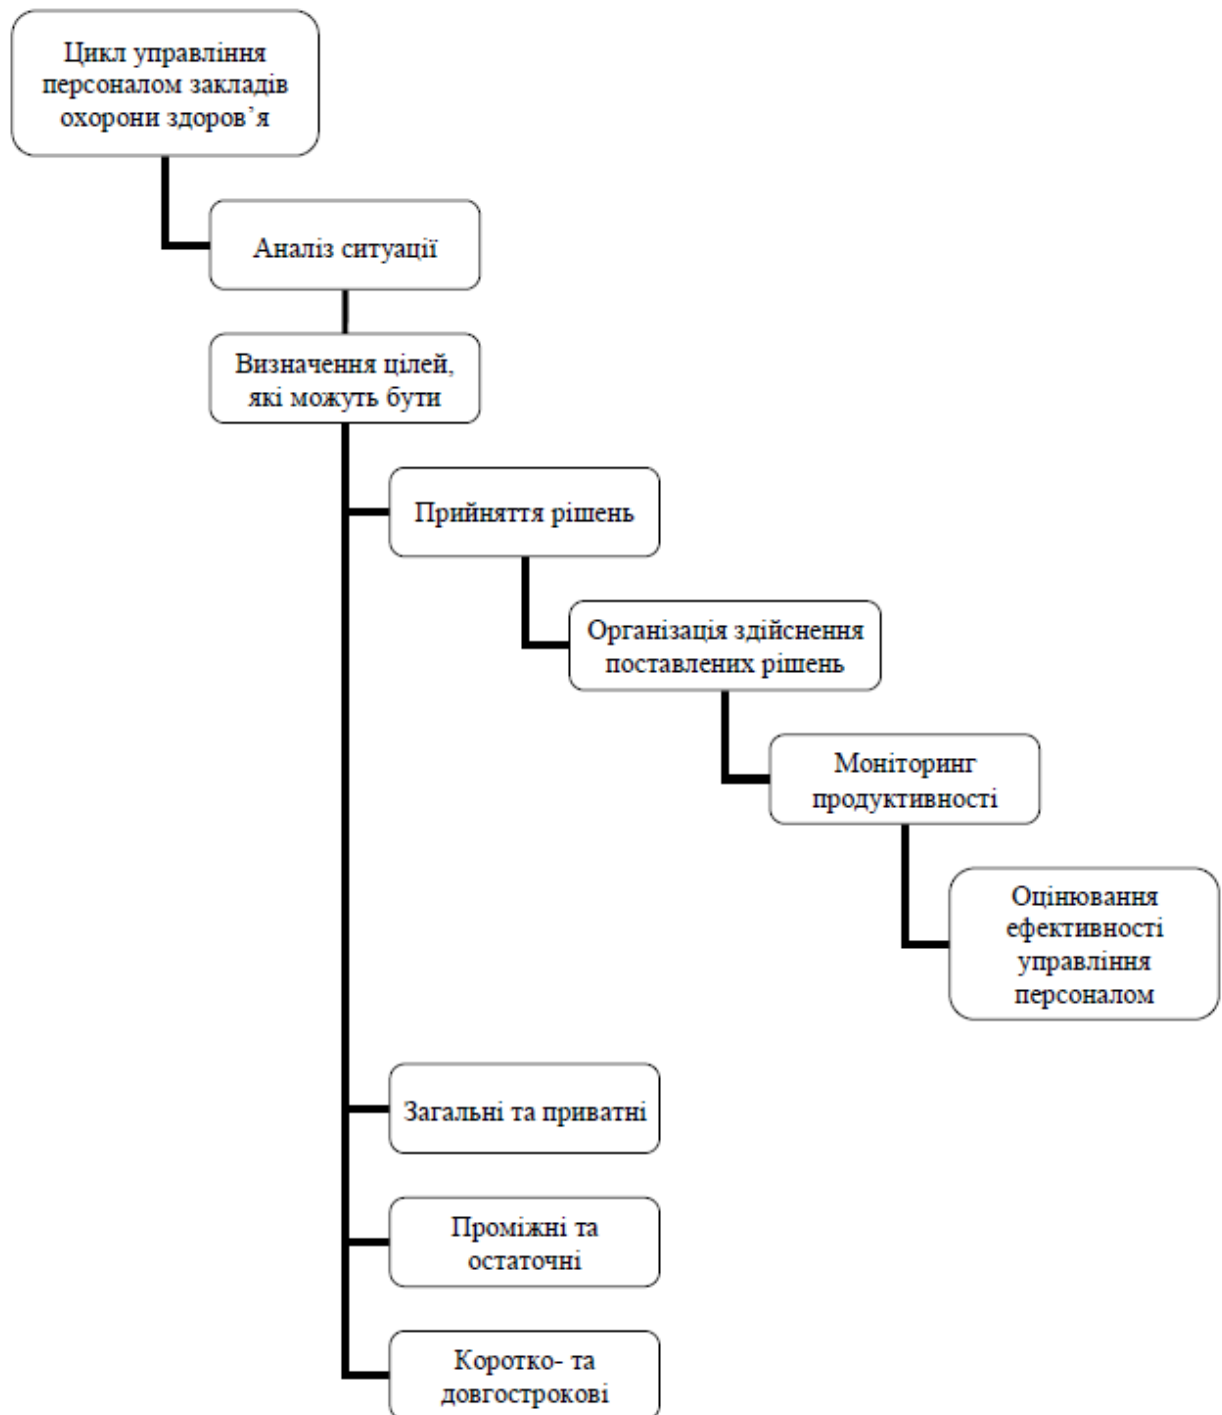 Цикл управління
персоналом закладів
охорони здоров’я
Аналіз ситуації
Визначення цілей,
які можуть бути
Прийняття рішень
Організація здійснення
поставлених рішень
Моніторинг
продуктивності
Оцінювання
ефективності
управління
персоналом
Загальні та приватні
Проміжні та
остаточні
Коротко- та
довгострокові